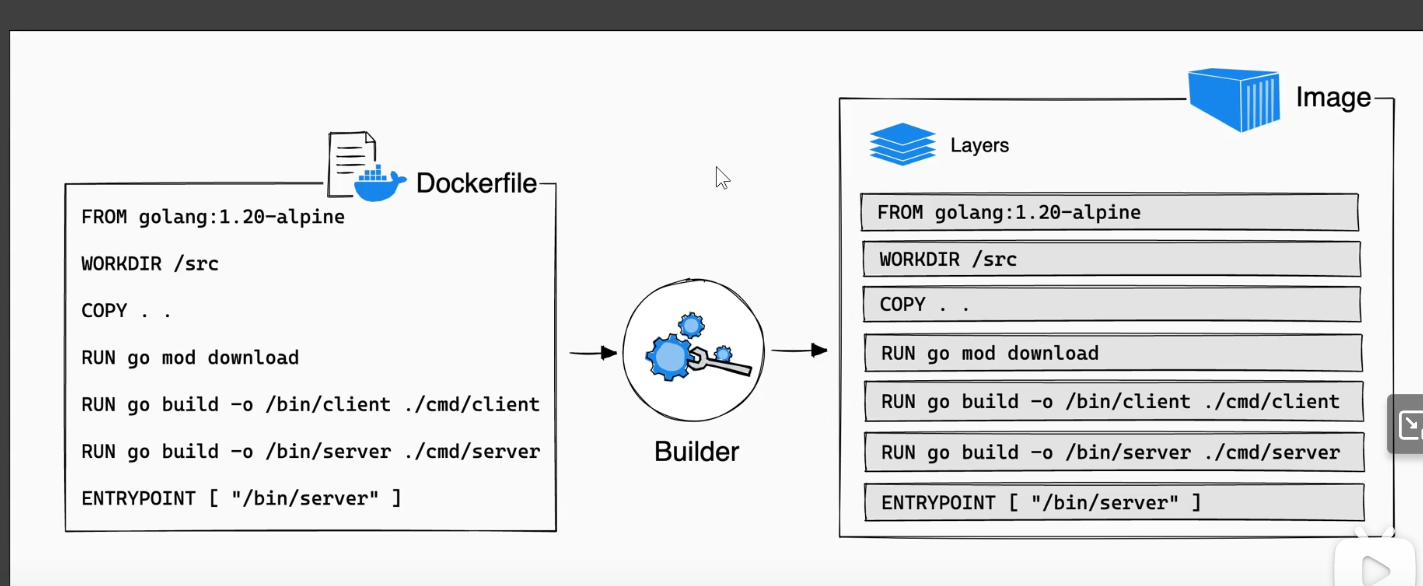 Dockerfile
FROM golang:1.20-alpine
WORKDIR /src
COPY . .
RUN go mod download
RUN go build -o /bin/client ./cmd/client
RUN go build -o /bin/server ./cmd/server
ENTRYPOINT [ "/bin/server" ]
Builder
Image
Layers
FROM golang:1.20-alpine
WORKDIR /src
COPY . .
RUN go mod download
RUN go build -o /bin/client ./cmd/client
RUN go build -o /bin/server ./cmd/server
ENTRYPOINT [ "/bin/server" ]